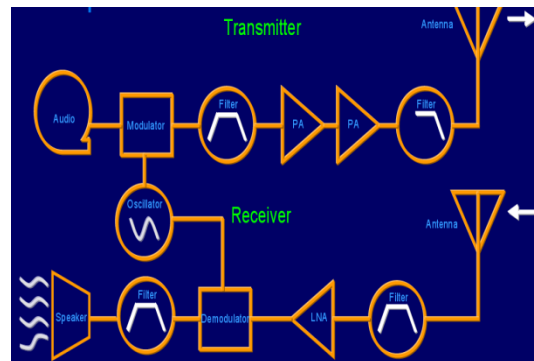 Transmitter
Antenna
Audio
Modulator
Filter
PA
PA
Filter
Oscillator
Receiver
Antenna
Speaker
Filter
Demodulator
LNA
Filter